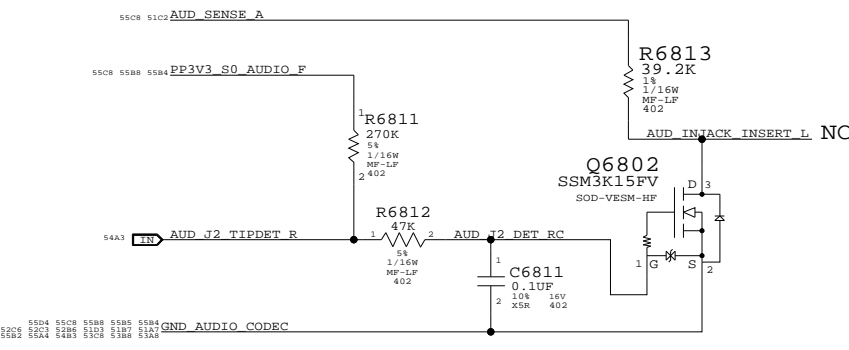 55C8 51C2 AUD_SENSE_A
R6813
39.2K
1%
1/16W
MF-LF
402
55C8 55B8 55B4 PP3V3_S0_AUDIO_F
1
R6811
270K
5%
1/16W
MF-LF
2 402
AUD_INJACK_INSERT_L NO
Q6802
SSM3K15FV
SOD-VESM-HF
D 3
1 G S 2
R6812
47K
54A3 IN AUD_J2_TIPDET_R 1 2 AUD_J2_DET_RC
5%
1/16W
MF-LF
402
1
C6811
0.1UF
10% 16V
2 X5R 402
55D4 55C8 55B8 55B5 55B4
52C6 52C3 52B6 51D3 51B7 51A7 GND_AUDIO_CODEC
55B2 55A4 54B3 53C8 53B8 53A8